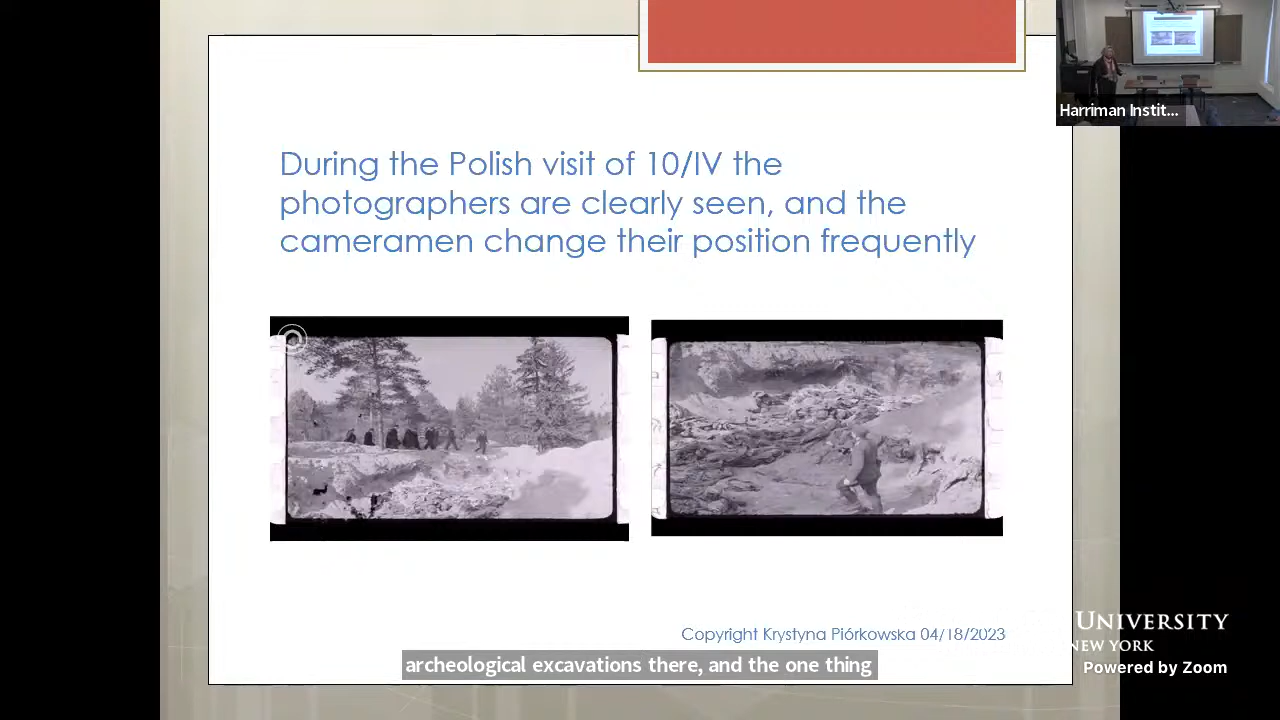 During the Polish visit of 10/IV the
photographers are clearly seen, and the
cameramen change their position frequently
Harriman Instit...
Copyright Krystyna Piórkowska 04/18/2023
archeological excavations there, and the one thing
UNIVERSITY
NEW YORK
Powered by Zoom